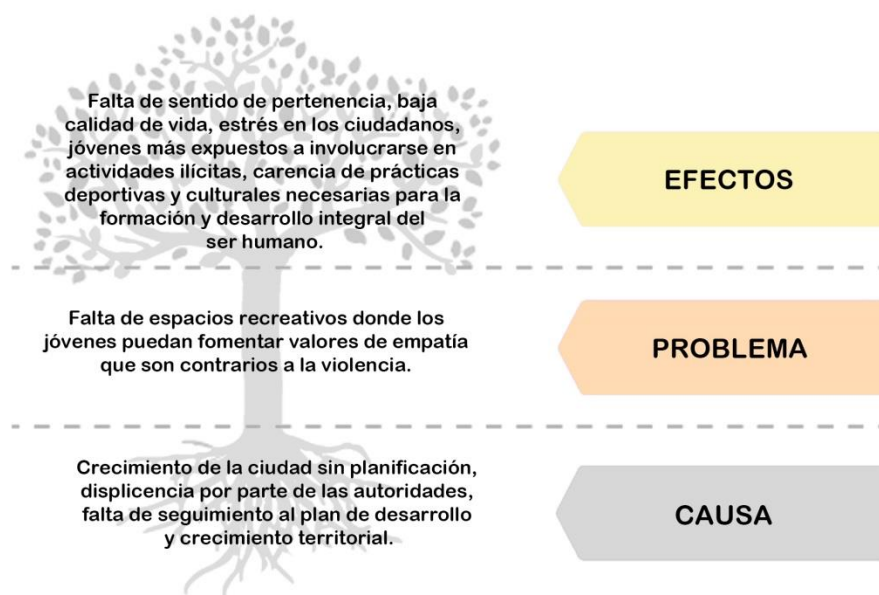 Falta de sentido de pertenencia, baja
calidad de vida, estrés en los ciudadanos,
jóvenes más expuestos a involucrarse en
actividades ilícitas, carencia de prácticas
deportivas y culturales necesarias para la
formación y desarrollo integral del
ser humano.
EFECTOS
Falta de espacios recreativos donde los
jóvenes puedan fomentar valores de empatía
que son contrarios a la violencia.
PROBLEMA
Crecimiento de la ciudad sin planificación,
displicencia por parte de las autoridades,
falta de seguimiento al plan de desarrollo
y crecimiento territorial.
CAUSA